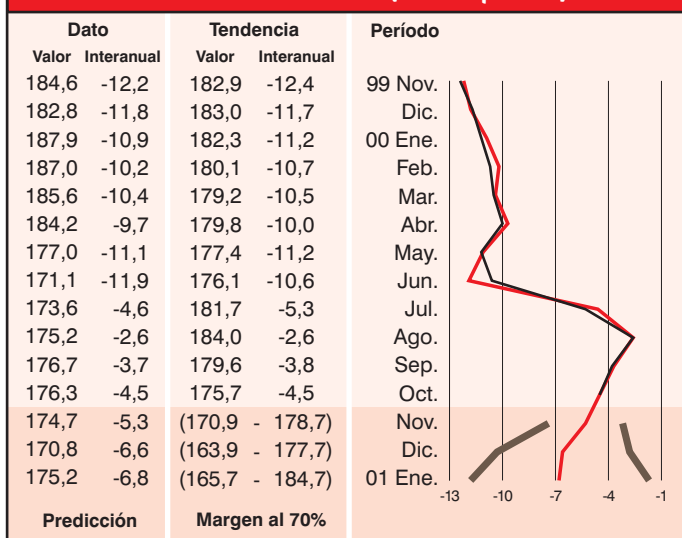 Dato Tendencia Período
Valor Interanual Valor Interanual
184,6 -12,2 182,9 -12,4 99 Nov.
182,8 -11,8 183,0 -11,7 Dic.
187,9 -10,9 182,3 -11,2 00 Ene.
187,0 -10,2 180,1 -10,7 Feb.
185,6 -10,4 179,2 -10,5 Mar.
184,2 -9,7 179,8 -10,0 Abr.
177,0 -11,1 177,4 -11,2 May.
171,1 -11,9 176,1 -10,6 Jun.
173,6 -4,6 181,7 -5,3 Jul.
175,2 -2,6 184,0 -2,6 Ago.
176,7 -3,7 179,6 -3,8 Sep.
176,3 -4,5 175,7 -4,5 Oct.
174,7 -5,3 (170,9 - 178,7) Nov.
170,8 -6,6 (163,9 - 177,7) Dic.
175,2 -6,8 (165,7 - 184,7) 01 Ene.
-13 -10 -7 -4 -1
Predicción Margen al 70%